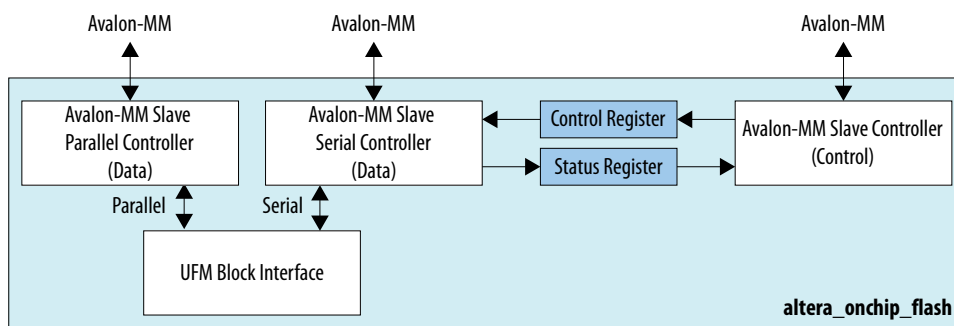 Avalon-MM
Avalon-MM
Avalon-MM
Avalon-MM Slave
Parallel Controller
(Data)
Avalon-MM Slave
Serial Controller
(Data)
Control Register
Status Register
Avalon-MM Slave Controller
(Control)
Parallel
Serial
UFM Block Interface
altera_onchip_flash